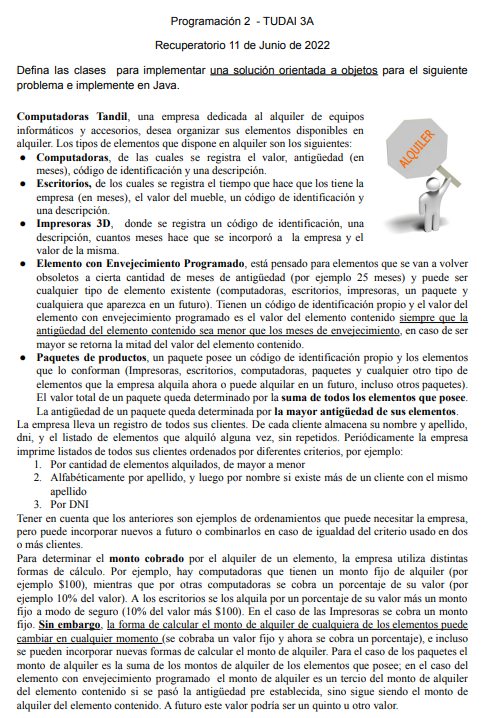 Programación 2 - TUDAI 3A
Recuperatorio 11 de Junio de 2022
Defina las clases para implementar una solución orientada a objetos para el siguiente
problema e implemente en Java.
Computadoras Tandil, una empresa dedicada al alquiler de equipos
informáticos y accesorios, desea organizar sus elementos disponibles en
alquiler. Los tipos de elementos que dispone en alquiler son los siguientes:
● Computadoras, de las cuales se registra el valor, antigüedad (en
meses), código de identificación y una descripción.
● Escritorios, de los cuales se registra el tiempo que hace que los tiene la
empresa (en meses), el valor del mueble, un código de identificación y
una descripción.
● Impresoras 3D, donde se registra un código de identificación, una
descripción, cuantos meses hace que se incorporó a la empresa y el
valor de la misma.
ALQUILER
● Elemento con Envejecimiento Programado, está pensado para elementos que se van a volver
obsoletos a cierta cantidad de meses de antigüedad (por ejemplo 25 meses) y puede ser
cualquier tipo de elemento existente (computadoras, escritorios, impresoras, un paquete y
cualquiera que aparezca en un futuro). Tienen un código de identificación propio y el valor del
elemento con envejecimiento programado es el valor del elemento contenido siempre que la
antigüedad del elemento contenido sea menor que los meses de envejecimiento, en caso de ser
mayor se retorna la mitad del valor del elemento contenido.
● Paquetes de productos, un paquete posee un código de identificación propio y los elementos
que lo conforman (Impresoras, escritorios, computadoras, paquetes y cualquier otro tipo de
elementos que la empresa alquila ahora o puede alquilar en un futuro, incluso otros paquetes).
El valor total de un paquete queda determinado por la suma de todos los elementos que posee.
La antigüedad de un paquete queda determinada por la mayor antigüedad de sus elementos.
La empresa lleva un registro de todos sus clientes. De cada cliente almacena su nombre y apellido,
dni, y el listado de elementos que alquiló alguna vez, sin repetidos. Periódicamente la empresa
imprime listados de todos sus clientes ordenados por diferentes criterios, por ejemplo:
1. Por cantidad de elementos alquilados, de mayor a menor
2. Alfabéticamente por apellido, y luego por nombre si existe más de un cliente con el mismo
apellido
3. Por DNI
Tener en cuenta que los anteriores son ejemplos de ordenamientos que puede necesitar la empresa,
pero puede incorporar nuevos a futuro o combinarlos en caso de igualdad del criterio usado en dos
o más clientes.
Para determinar el monto cobrado por el alquiler de un elemento, la empresa utiliza distintas
formas de cálculo. Por ejemplo, hay computadoras que tienen un monto fijo de alquiler (por
ejemplo $100), mientras que por otras computadoras se cobra un porcentaje de su valor (por
ejemplo 10% del valor). A los escritorios se los alquila por un porcentaje de su valor más un monto
fijo a modo de seguro (10% del valor más $100). En el caso de las Impresoras se cobra un monto
fijo. Sin embargo, la forma de calcular el monto de alquiler de cualquiera de los elementos puede
cambiar en cualquier momento (se cobraba un valor fijo y ahora se cobra un porcentaje), e incluso
se pueden incorporar nuevas formas de calcular el monto de alquiler. Para el caso de los paquetes el
monto de alquiler es la suma de los montos de alquiler de los elementos que posee; en el caso del
elemento con envejecimiento programado el monto de alquiler es un tercio del monto de alquiler
del elemento contenido si se pasó la antigüedad pre establecida, sino sigue siendo el monto de
alquiler del elemento contenido. A futuro este valor podría ser un quinto u otro valor.